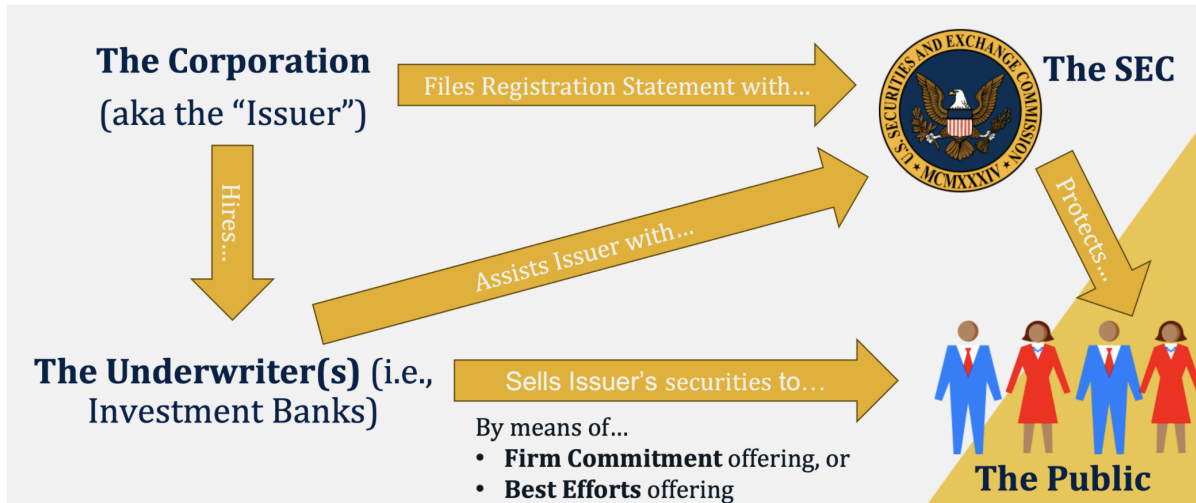 The Corporation
(aka the “Issuer”)
Files Registration Statement with...
U.S. SECURITIES AND EXCHANGE COMMISSION
MCMXXXIV
The SEC
Hires...
Assists Issuer with...
Protects...
The Underwriter(s) (i.e.,
Investment Banks)
Sells Issuer’s securities to...
By means of...
• Firm Commitment offering, or
• Best Efforts offering
The Public